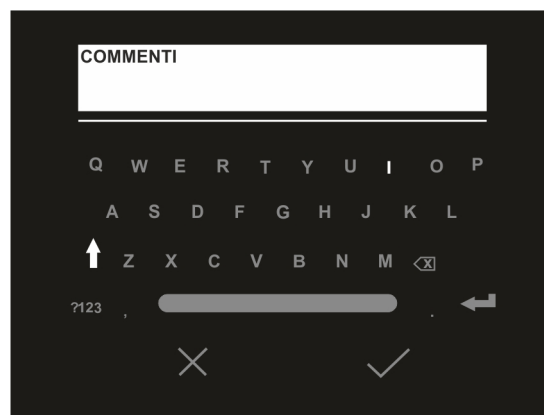 COMMENTI
Q W E R T Y U I O P
A S D F G H J K L
Z X C V B N M X
?123 , .